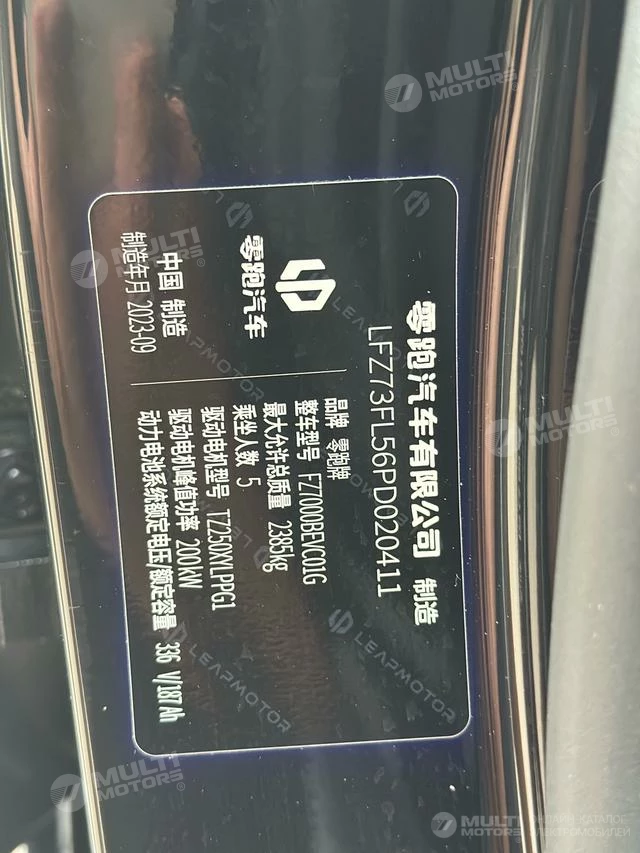 零跑汽车有限公司 制造
LFZ73FL56PD020411
零跑汽车
品牌 零跑牌
整车型号 FZ7000BEVC01G
最大允许总质量 2385kg
乘坐人数 5
驱动电机型号 TZ250XYLPPG1
驱动电机峰值功率 200kW
动力电池系统额定电压/额定容量 336 V/187Ah
中国 制造
制造年月 2023-09
LEAPMOTOR
LEAPMOTOR
MULTI
MOTORS®
MULTI
MOTORS®
MULTI
MOTORS®
MULTI
MOTORS®
MULTI
MOTORS
ОНЛАЙН-КАТАЛОГ
ЭЛЕКТРОМОБИЛЕЙ